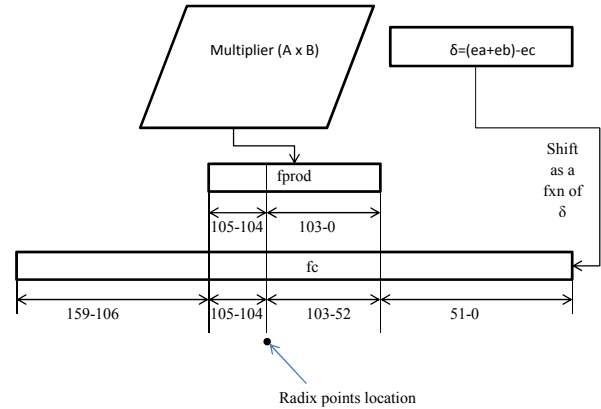 Multiplier (A x B)
δ=(ea+eb)-ec
Shift
as a
fxn of
δ
fprod
105-104
103-0
fc
159-106
105-104
103-52
51-0
Radix points location